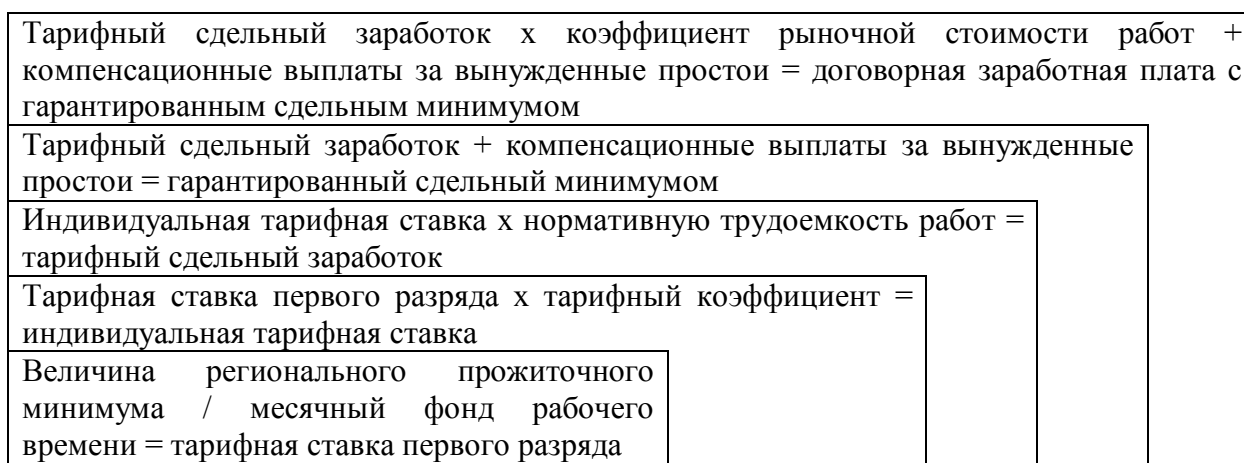 Тарифный сдельный заработок х коэффициент рыночной стоимости работ +
компенсационные выплаты за вынужденные простои = договорная заработная плата с
гарантированным сдельным минимумом
Тарифный сдельный заработок + компенсационные выплаты за вынужденные
простои = гарантированный сдельный минимумом
Индивидуальная тарифная ставка х нормативную трудоемкость работ =
тарифный сдельный заработок
Тарифная ставка первого разряда х тарифный коэффициент =
индивидуальная тарифная ставка
Величина регионального прожиточного
минимума / месячный фонд рабочего
времени = тарифная ставка первого разряда